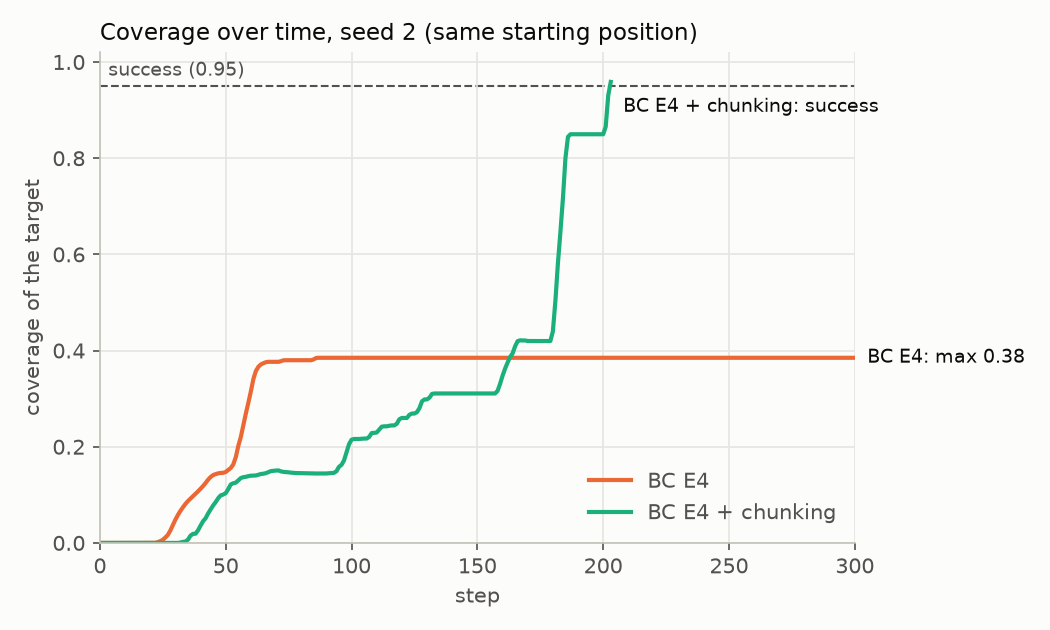 Coverage over time, seed 2 (same starting position)
1.0
success (0.95)
BC E4 + chunking: success
0.8
0.6
coverage of the target
0.4
BC E4: max 0.38
0.2
BC E4
BC E4 + chunking
0.0
0 50 100 150 200 250 300
step